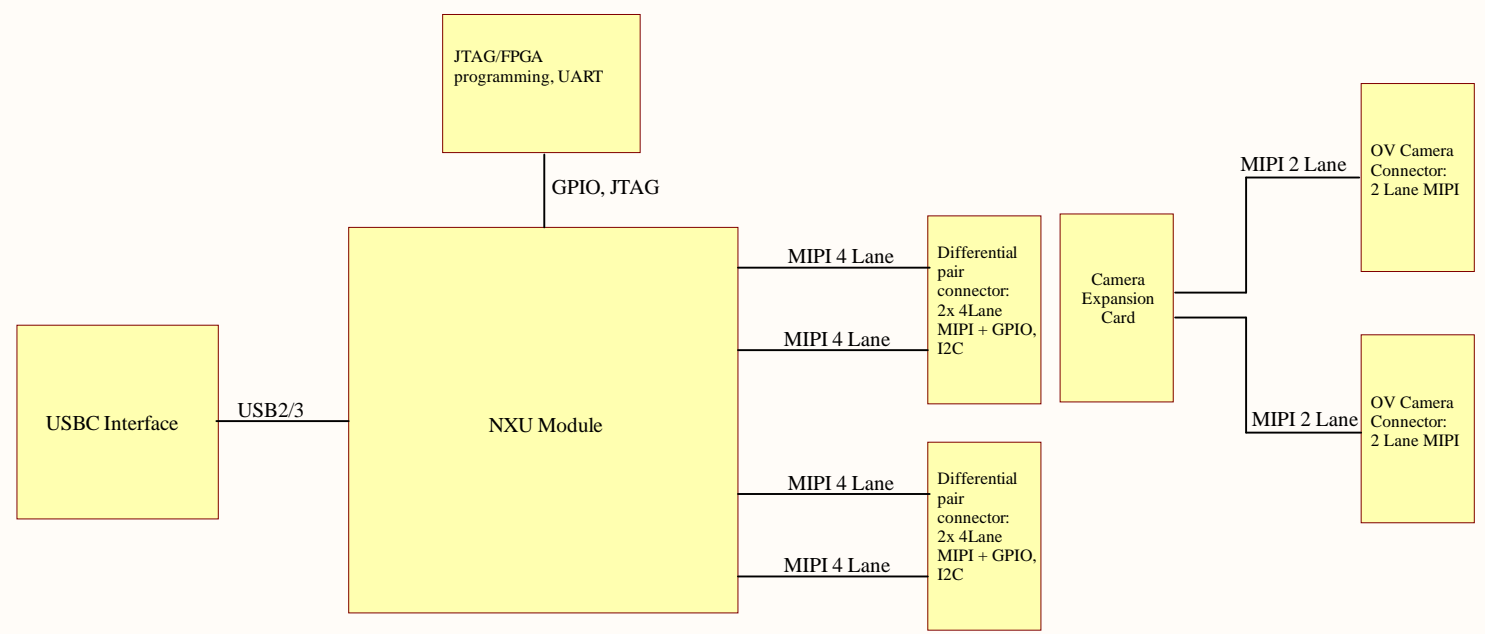 JTAG/FPGA
programming, UART
GPIO, JTAG
USBC Interface
USB2/3
NXU Module
MIPI 4 Lane
MIPI 4 Lane
MIPI 4 Lane
MIPI 4 Lane
Differential
pair
connector:
2x 4Lane
MIPI + GPIO,
I2C
Differential
pair
connector:
2x 4Lane
MIPI + GPIO,
I2C
Camera
Expansion
Card
MIPI 2 Lane
OV Camera
Connector:
2 Lane MIPI
MIPI 2 Lane
OV Camera
Connector:
2 Lane MIPI